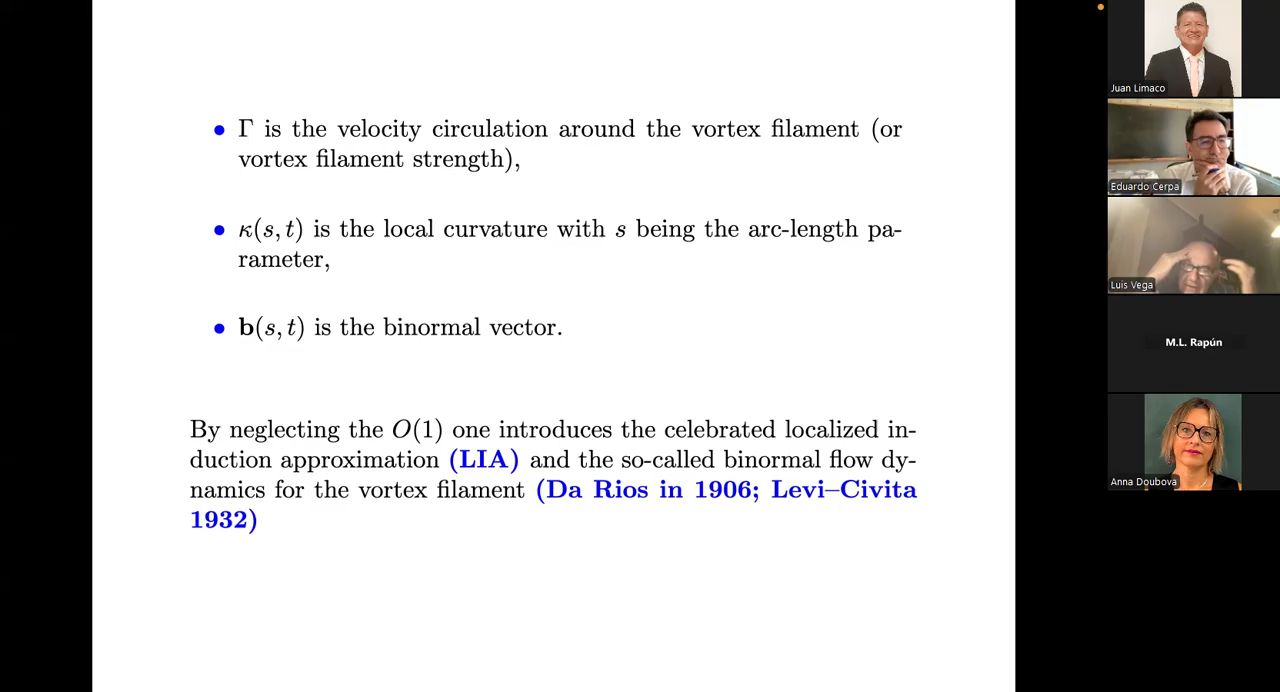 • Γ is the velocity circulation around the vortex filament (or
vortex filament strength),
• κ(s, t) is the local curvature with s being the arc-length pa-
rameter,
• b(s, t) is the binormal vector.
By neglecting the O(1) one introduces the celebrated localized in-
duction approximation (LIA) and the so-called binormal flow dy-
namics for the vortex filament (Da Rios in 1906; Levi–Civita
1932)
Juan Limaco
Eduardo Cerpa
Luis Vega
M.L. Rapún
Anna Doubova